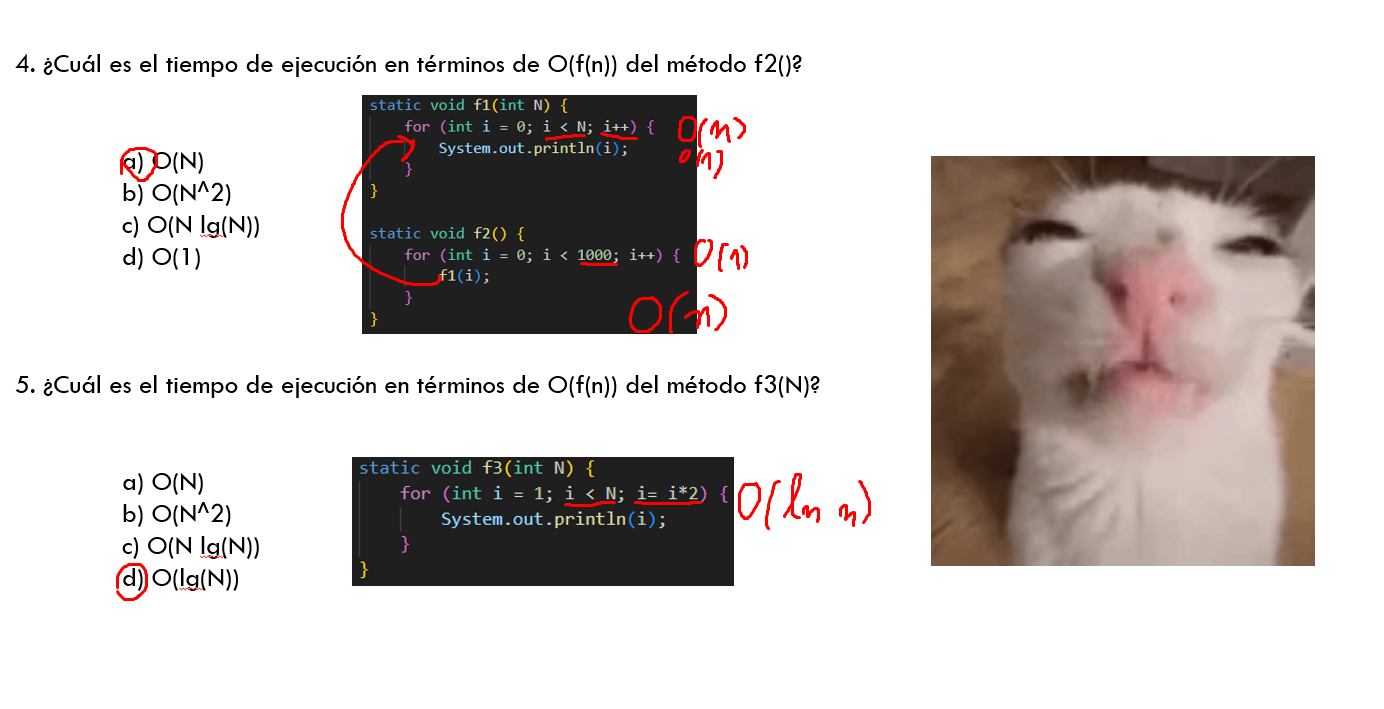 4. ¿Cuál es el tiempo de ejecución en términos de O(f(n)) del método f2()?
a) O(N)
b) O(N^2)
c) O(N lg(N))
d) O(1)
static void f1(int N) {
for (int i = 0; i < N; i++) { O(n)
System.out.println(i); O(1)
}
}
static void f2() {
for (int i = 0; i < 1000; i++) { O(1)
f1(i);
}
} O(n)
5. ¿Cuál es el tiempo de ejecución en términos de O(f(n)) del método f3(N)?
a) O(N)
b) O(N^2)
c) O(N lg(N))
d) O(lg(N))
static void f3(int N) {
for (int i = 1; i < N; i= i*2) { O(ln n)
System.out.println(i);
}
}